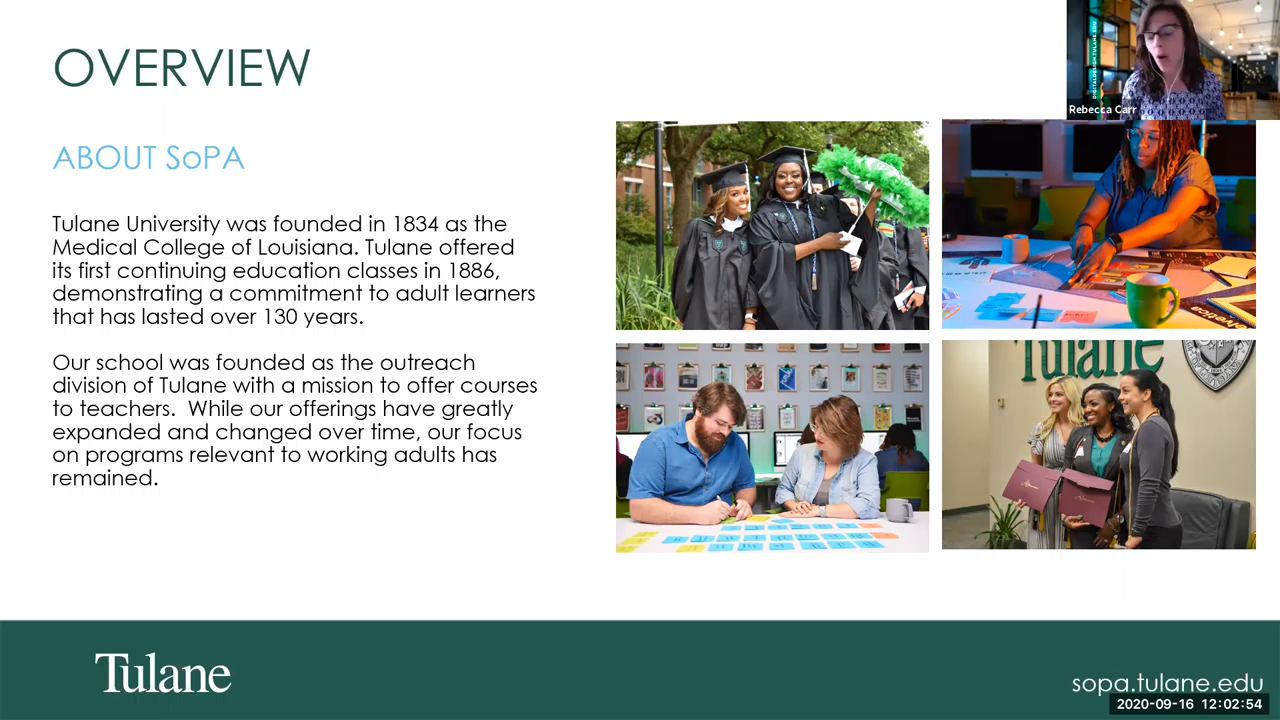 OVERVIEW
ABOUT SoPA
Tulane University was founded in 1834 as the
Medical College of Louisiana. Tulane offered
its first continuing education classes in 1886,
demonstrating a commitment to adult learners
that has lasted over 130 years.
Our school was founded as the outreach
division of Tulane with a mission to offer courses
to teachers.  While our offerings have greatly
expanded and changed over time, our focus
on programs relevant to working adults has
remained.
DIGITALDESIGN.TULANE.EDU
Rebecca Carr
Helvetica
Tulane
Tulane
sopa.tulane.edu
2020-09-16 12:02:54